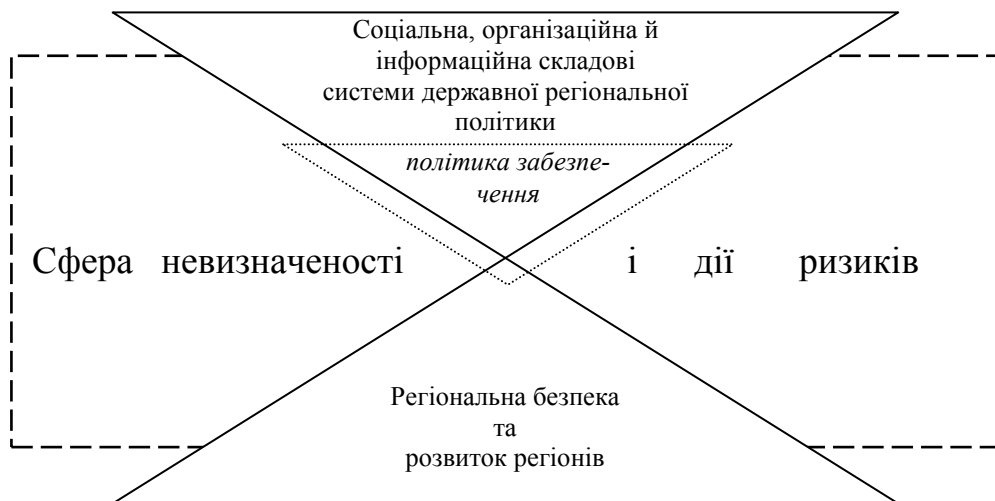 Соціальна, організаційна й
інформаційна складові
системи державної регіональної
політики
політика забезпе-
чення
Сфера невизначеності і дії ризиків
Регіональна безпека
та
розвиток регіонів